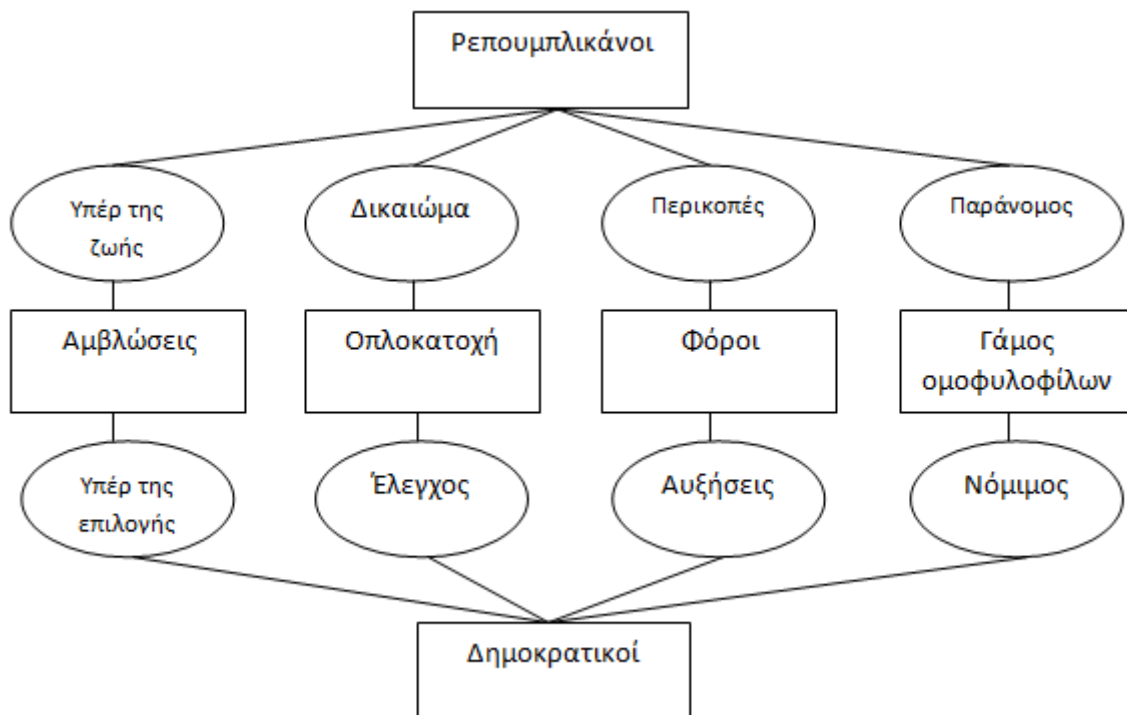 Ρεπουμπλικάνοι
Υπέρ της
ζωής
Δικαιώμα
Περικοπές
Παράνομος
Αμβλώσεις
Οπλοκατοχή
Φόροι
Γάμος
ομοφυλοφίλων
Υπέρ της
επιλογής
Έλεγχος
Αυξήσεις
Νόμιμος
Δημοκρατικοί